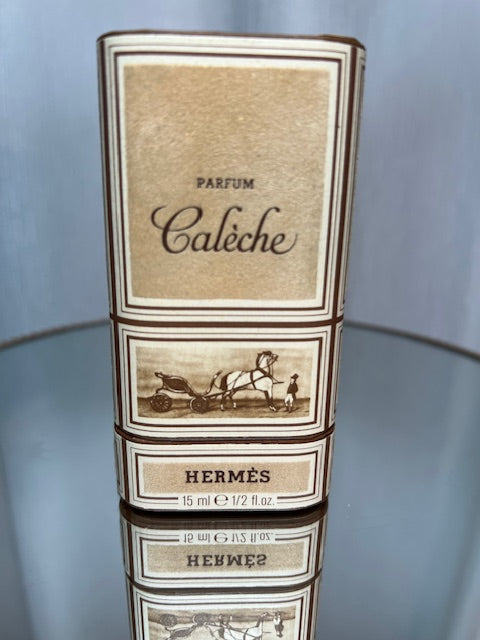 PARFUM
Calèche
HERMÈS
15 ml ℮ 1/2 fl.oz.